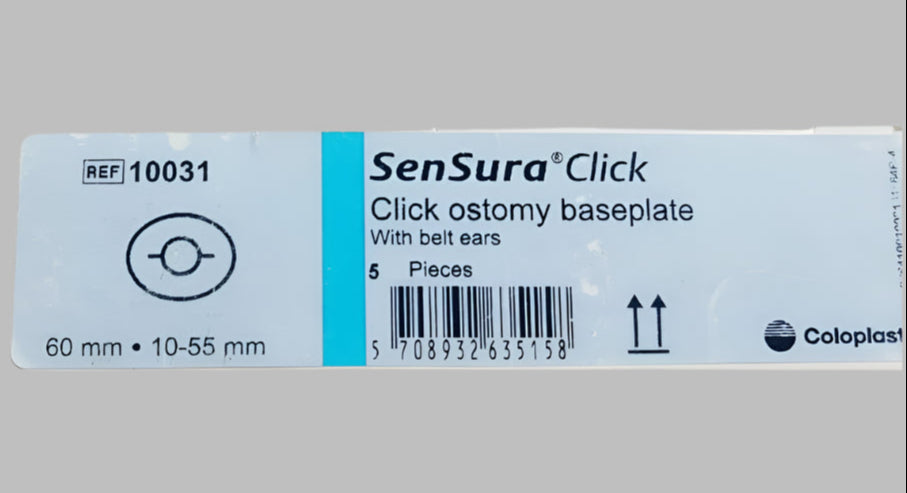 REF 10031
60 mm • 10-55 mm
SenSura® Click
Click ostomy baseplate
With belt ears
5 Pieces
5 708932 635158
Coloplast